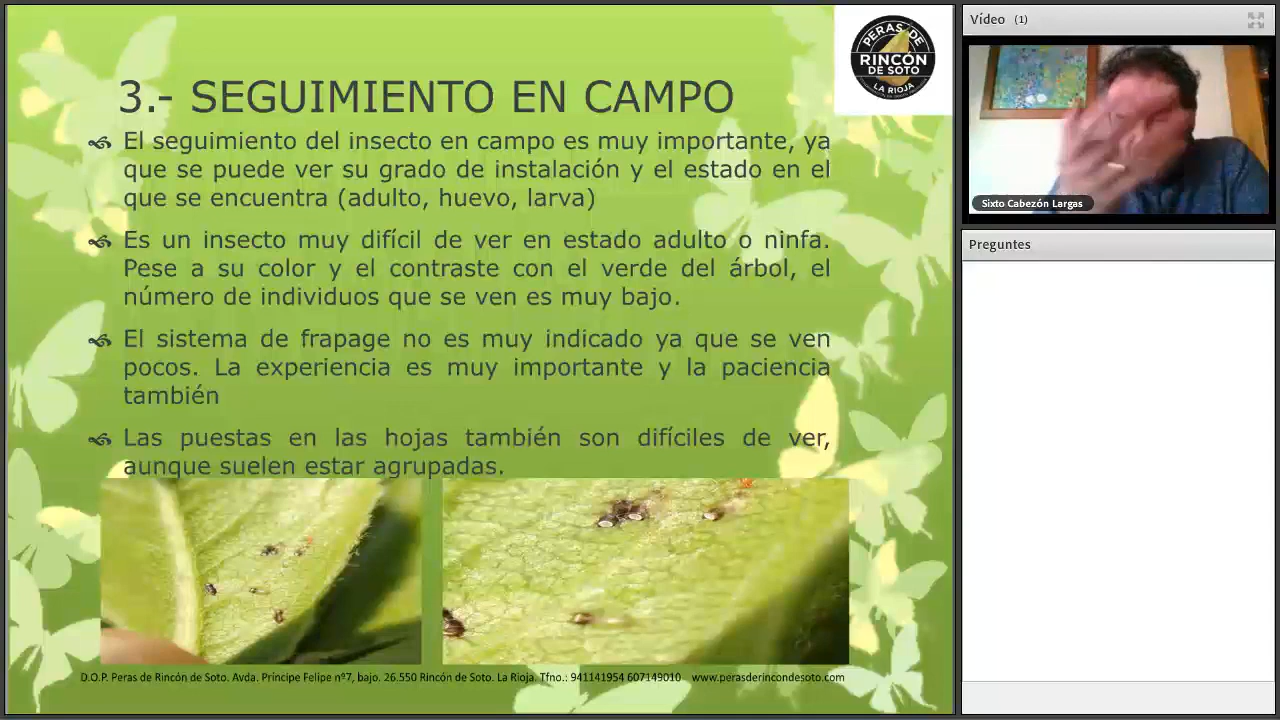 3.- SEGUIMIENTO EN CAMPO
El seguimiento del insecto en campo es muy importante, ya
que se puede ver su grado de instalación y el estado en el
que se encuentra (adulto, huevo, larva)
Es un insecto muy difícil de ver en estado adulto o ninfa.
Pese a su color y el contraste con el verde del árbol, el
número de individuos que se ven es muy bajo.
El sistema de frapage no es muy indicado ya que se ven
pocos. La experiencia es muy importante y la paciencia
también
Las puestas en las hojas también son difíciles de ver,
aunque suelen estar agrupadas.
D.O.P. Peras de Rincón de Soto. Avda. Príncipe Felipe nº7, bajo. 26.550 Rincón de Soto. La Rioja. Tfno.: 941141954 607149010 www.perasderincondesoto.com
PERAS DE
RINCÓN
DE SOTO
LA RIOJA
Vídeo (1)
Sixto Cabezón Largas
Preguntes